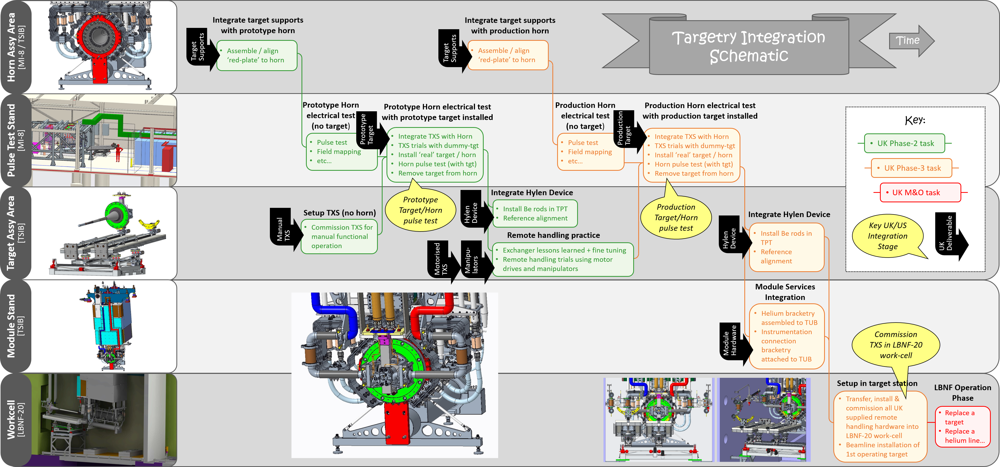 Horn Assy Area
[MI-8 / TSIB]
Integrate target supports
with prototype horn
Target
Supports
• Assemble / align
‘red-plate’ to horn
Integrate target supports
with production horn
Target
Supports
• Assemble / align
‘red-plate’ to horn
Targetry Integration
Schematic
Time
Pulse Test Stand
[MI-8]
Prototype Horn
electrical test
(no target)
• Pulse test
• Field mapping
• etc...
Prototype
Target
Prototype Horn electrical test
with prototype target installed
• Integrate TXS with Horn
• TXS trials with dummy-tgt
• Install ‘real’ target / horn
• Horn pulse test (with tgt)
• Remove target from horn
Prototype
Target/Horn
pulse test
Production Horn
electrical test
(no target)
• Pulse test
• Field mapping
• etc...
Production
Target
Production Horn electrical test
with production target installed
• Integrate TXS with Horn
• TXS trials with dummy-tgt
• Install ‘real’ target / horn
• Horn pulse test (with tgt)
• Remove target from horn
Production
Target/Horn
pulse test
Key:
• UK Phase-2 task
• UK Phase-3 task
• UK M&O task
Key UK/US
Integration
Stage
UK
Deliverable
Target Assy Area
[TSIB]
Manual
TXS
Setup TXS (no horn)
• Commission TXS for
manual functional
operation
Hylen
Device
Integrate Hylen Device
• Install Be rods in TPT
• Reference alignment
Motorised
TXS
Manipu-
lators
Remote handling practice
• Exchanger lessons learned + fine tuning
• Remote handling trials using motor
drives and manipulators
Hylen
Device
Integrate Hylen Device
• Install Be rods in
TPT
• Reference
alignment
Module Stand
[TSIB]
Module
Hardware
Module Services
Integration
• Helium bracketry
assembled to TUB
• Instrumentation
connection
bracketry
attached to TUB
Commission
TXS in LBNF-20
work-cell
Workcell
[LBNF-20]
Setup in target station
• Transfer, install &
commission all UK
supplied remote
handling hardware into
LBNF-20 work-cell
• Beamline installation of
1st operating target
LBNF Operation
Phase
• Replace a
target
• Replace a
helium line...